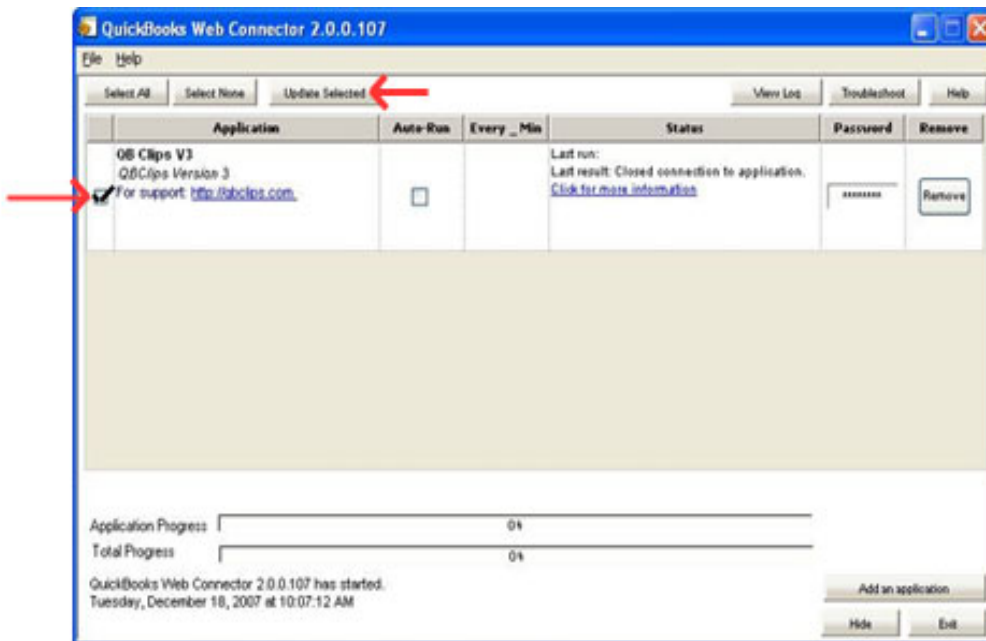 QuickBooks Web Connector 2.0.0.107
File Help
Select All Select None Update Selected View Log Troubleshoot Help
Application Auto-Run Every _ Min Status Password Remove
QB Clips V3
QBClips Version 3
For support: http://qbclips.com.
Last run:
Last result: Closed connection to application.
Click for more information
********
Remove
Application Progress 0%
Total Progress 0%
QuickBooks Web Connector 2.0.0.107 has started.
Tuesday, December 18, 2007 at 10:07:12 AM
Add an application
Hide Exit